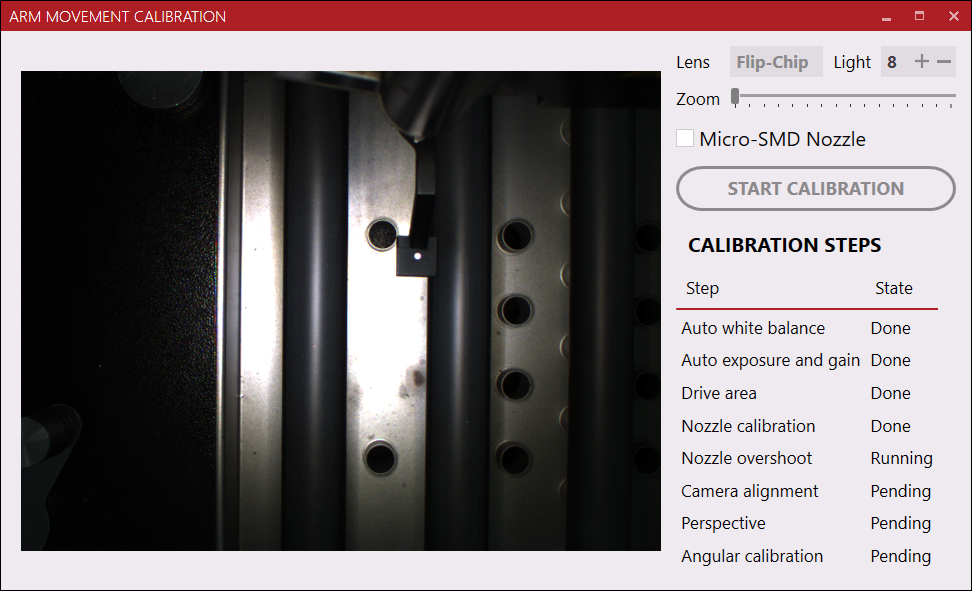 ARM MOVEMENT CALIBRATION
Lens Flip-Chip Light 8 + −
Zoom
Micro-SMD Nozzle
START CALIBRATION
CALIBRATION STEPS
Step State
Auto white balance Done
Auto exposure and gain Done
Drive area Done
Nozzle calibration Done
Nozzle overshoot Running
Camera alignment Pending
Perspective Pending
Angular calibration Pending